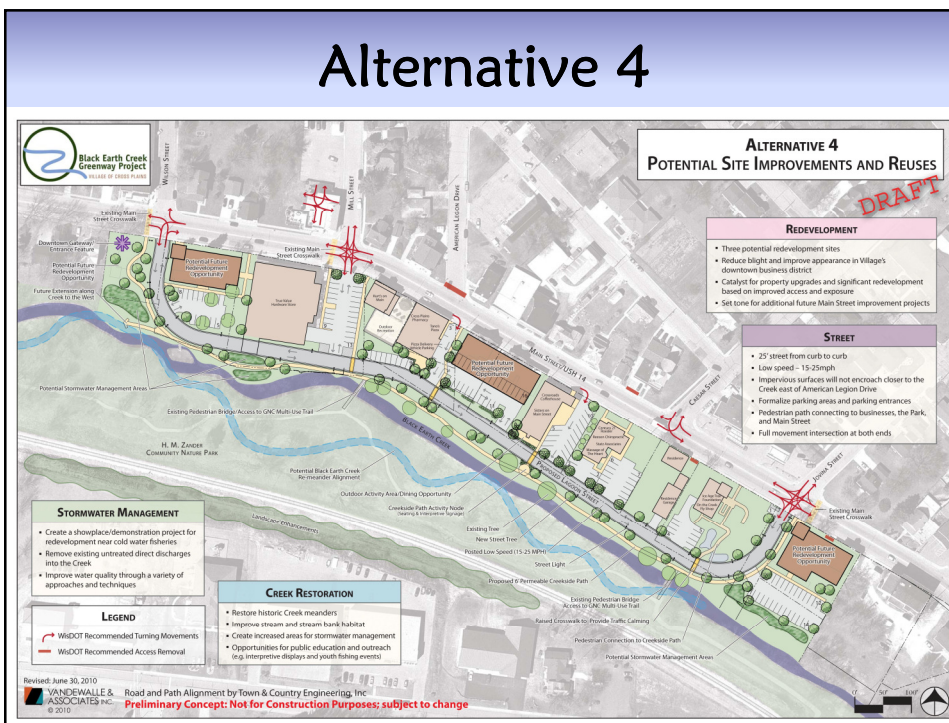 Alternative 4
Black Earth Creek
Greenway Project
VILLAGE OF CROSS PLAINS
ALTERNATIVE 4
POTENTIAL SITE IMPROVEMENTS AND REUSES
DRAFT
WILSON STREET
MILL STREET
AMERICAN LEGION DRIVE
Existing Main
Street Crosswalk
Downtown Gateway/
Entrance Feature
Potential Future
Redevelopment
Opportunity
Future Extension along
Creek to the West
Potential Future
Redevelopment
Opportunity
Existing Main
Street Crosswalk
REDEVELOPMENT
• Three potential redevelopment sites
• Reduce blight and improve appearance in Village's
downtown business district
• Catalyst for property upgrades and significant redevelopment
based on improved access and exposure
• Set tone for additional future Main Street improvement projects
STREET
• 25' street from curb to curb
• Low speed – 15-25mph
• Impervious surfaces will not encroach closer to the
Creek east of American Legion Drive
• Formalize parking areas and parking entrances
• Pedestrian path connecting to businesses, the Park,
and Main Street
• Full movement intersection at both ends
Hardware Store
Potential Future
Redevelopment
Opportunity
MAIN STREET/USH 14
CAESAR STREET
JOVINA STREET
Potential Stormwater Management Areas
Existing Pedestrian Bridge/Access to GNC Multi-Use Trail
BLACK EARTH CREEK
PROPOSED LAGOON STREET
H. M. ZANDER
COMMUNITY NATURE PARK
Potential Black Earth Creek
Re-meander Alignment
Outdoor Activity Area/Dining Opportunity
Creekside Path Activity Node
(Seating & Interpretive Signage)
Existing Tree
New Street Tree
Posted Low Speed (15-25 MPH)
Street Light
Proposed 6' Permeable Creekside Path
Existing Pedestrian Bridge
Access to GNC Multi-Use Trail
Raised Crosswalk to Provide Traffic Calming
Pedestrian Connection to Creekside Path
Potential Stormwater Management Areas
Residence
Existing Main
Street Crosswalk
Potential Future
Redevelopment
Opportunity
Landscape Enhancements
STORMWATER MANAGEMENT
• Create a showplace/demonstration project for
redevelopment near cold water fisheries
• Remove existing untreated direct discharges
into the Creek
• Improve water quality through a variety of
approaches and techniques
LEGEND
WisDOT Recommended Turning Movements
WisDOT Recommended Access Removal
CREEK RESTORATION
• Restore historic Creek meanders
• Improve stream and stream bank habitat
• Create increased areas for stormwater management
• Opportunities for public education and outreach
(e.g. interpretive displays and youth fishing events)
Revised: June 30, 2010
VANDEWALLE &
ASSOCIATES INC.
© 2010
Road and Path Alignment by Town & Country Engineering, Inc
Preliminary Concept: Not for Construction Purposes; subject to change
0' 50' 100'